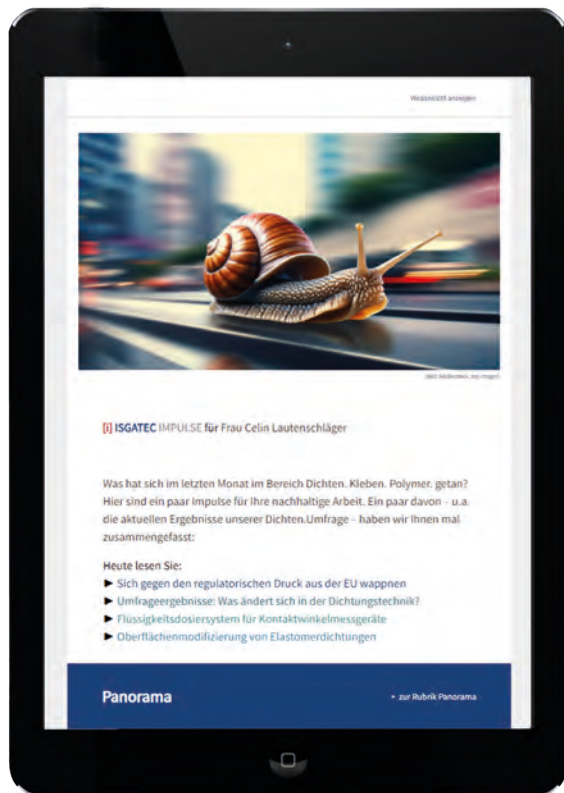 Webansicht anzeigen
[i] ISGATEC IMPULSE für Frau Celin Lautenschläger
Was hat sich im letzten Monat im Bereich Dichten. Kleben. Polymer. getan?
Hier sind ein paar Impulse für Ihre nachhaltige Arbeit. Ein paar davon – u.a.
die aktuellen Ergebnisse unserer Dichten.Umfrage – haben wir Ihnen mal
zusammengefasst:
Heute lesen Sie:
► Sich gegen den regulatorischen Druck aus der EU wappnen
► Umfrageergebnisse: Was ändert sich in der Dichtungstechnik?
► Flüssigkeitsdosiersystem für Kontaktwinkelmessgeräte
► Oberflächenmodifizierung von Elastomerdichtungen
Panorama
▸ zur Rubrik Panorama